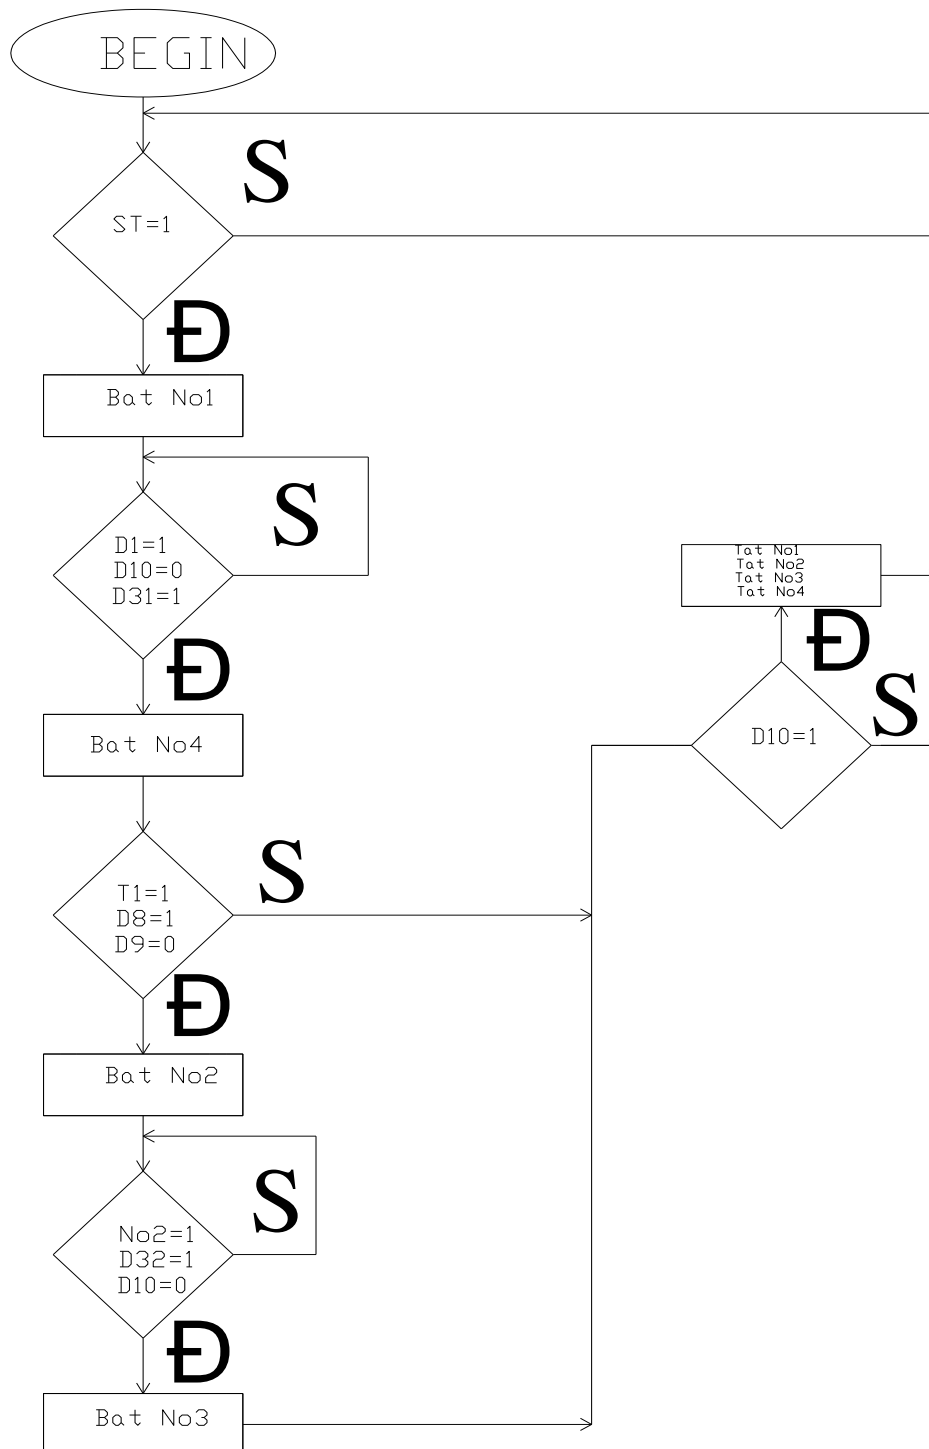 BEGIN
S
ST=1
Đ
Bat No1
S
D1=1
D10=0
D31=1
Đ
Bat No4
T1=1
D8=1
D9=0
S
Đ
Bat No2
S
No2=1
D32=1
D10=0
Đ
Bat No3
Tat No1
Tat No2
Tat No3
Tat No4
Đ
S
D10=1